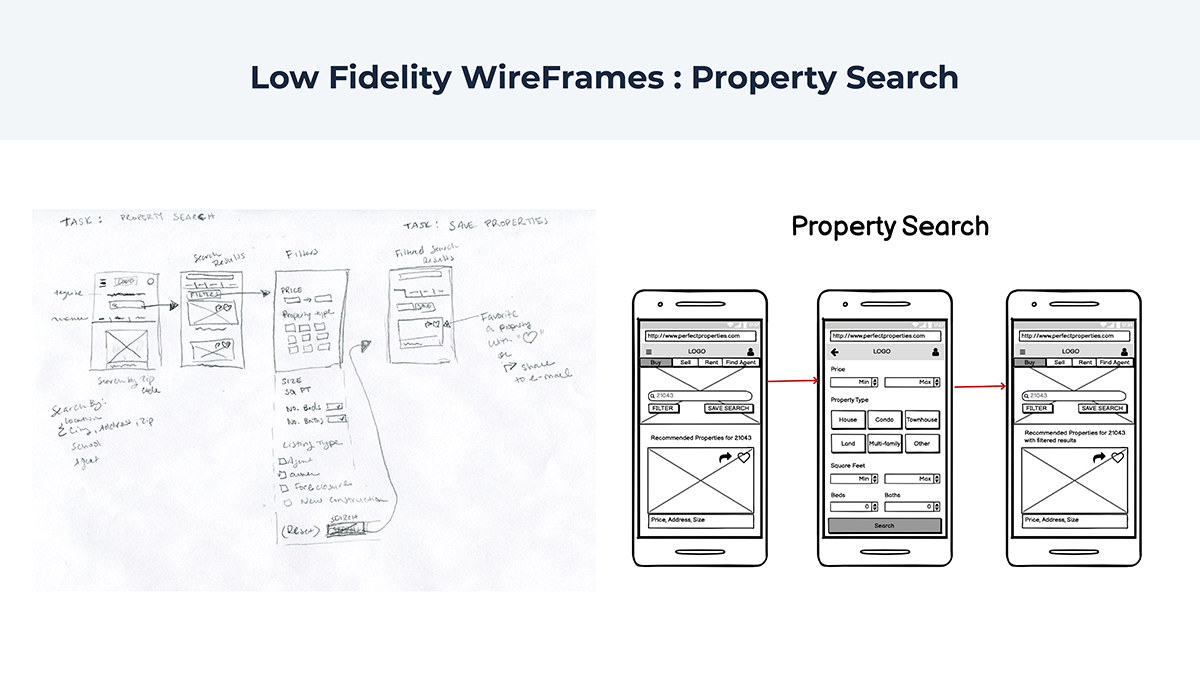 Low Fidelity WireFrames : Property Search
TASK: PROPERTY SEARCH
TASK: SAVE PROPERTIES
Search Results
Filters
Filtered Search Results
LOGO
tagline
FILTERS
Search by Zip Code
Search By:
location
City, Address, Zip
School
Agent
PRICE
Property type
SIZE
SQ FT
No. Beds
No. Baths
Listing Type
Agent
owner
Foreclosures
New Construction
(Reset)
SEARCH
Favorite
a property
with "♡"
or
share
to e-mail
Property Search
http://www.perfectproperties.com
LOGO
Buy Sell Rent Find Agent
21043
FILTER SAVE SEARCH
Recommended Properties for 21043
Price, Address, Size
http://www.perfectproperties.com
LOGO
Price
Min Max
Property Type
House Condo Townhouse
Land Multi-family Other
Square Feet
Min Max
Beds Baths
0 0
Search
http://www.perfectproperties.com
LOGO
Buy Sell Rent Find Agent
21043
FILTER SAVE SEARCH
Recommended Properties for 21043
with filtered results
Price, Address, Size